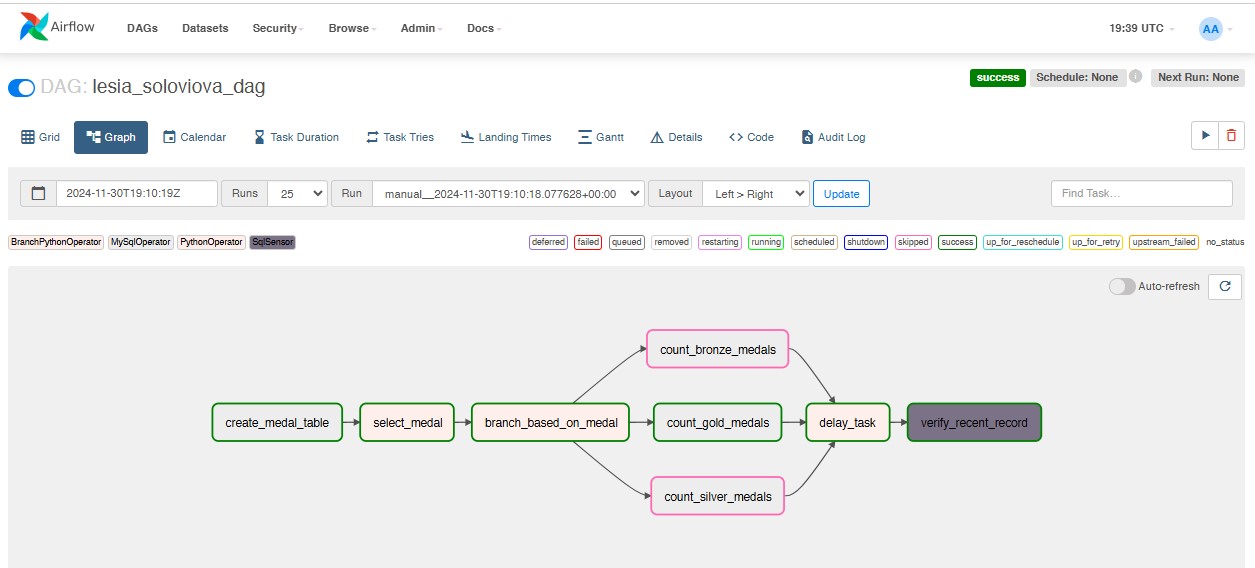 Airflow DAGs Datasets Security Browse Admin Docs 19:39 UTC AA
DAG: lesia_soloviova_dag success Schedule: None i Next Run: None
Grid Graph Calendar Task Duration Task Tries Landing Times Gantt Details Code Audit Log
2024-11-30T19:10:19Z Runs 25 Run manual__2024-11-30T19:10:18.077628+00:00 Layout Left > Right Update Find Task…
BranchPythonOperator MySqlOperator PythonOperator SqlSensor deferred failed queued removed restarting running scheduled shutdown skipped success up_for_reschedule up_for_retry upstream_failed no_status
Auto-refresh
count_bronze_medals
create_medal_table select_medal branch_based_on_medal count_gold_medals delay_task verify_recent_record
count_silver_medals